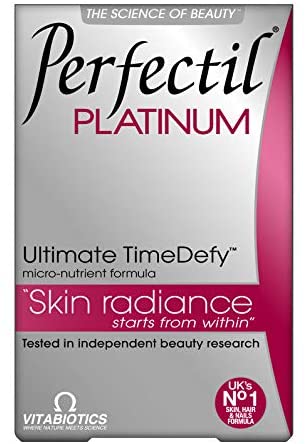 THE SCIENCE OF BEAUTY™
Perfectil®
PLATINUM
Ultimate TimeDefy™
micro-nutrient formula
"Skin radiance
starts from within"
Tested in independent beauty research
VITABIOTICS
WHERE NATURE MEETS SCIENCE
UK's
Nº1
SKIN, HAIR
& NAILS
FORMULA